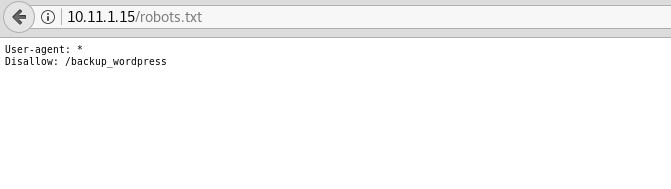 10.11.1.15/robots.txt
User-agent: *
Disallow: /backup_wordpress